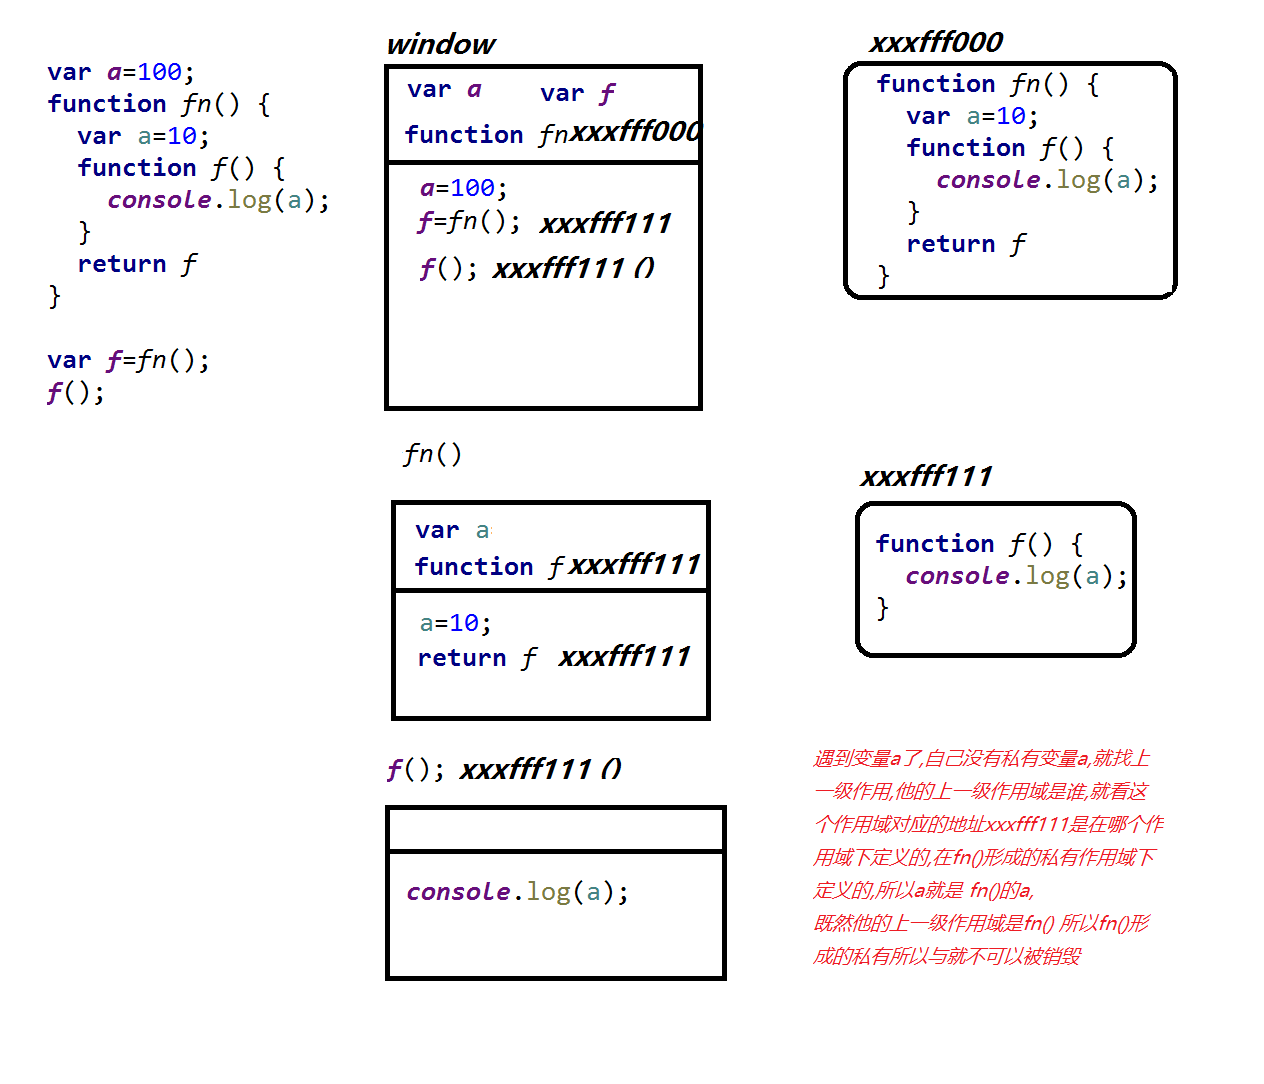 var a=100;
function fn() {
var a=10;
function f() {
console.log(a);
}
return f
}
var f=fn();
f();
window
var a var f
function fn xxxfff000
a=100;
f=fn(); xxxfff111
f(); xxxfff111 ()
xxxfff000
function fn() {
var a=10;
function f() {
console.log(a);
}
return f
}
fn()
var a
function f xxxfff111
a=10;
return f xxxfff111
xxxfff111
function f() {
console.log(a);
}
f(); xxxfff111 ()
console.log(a);
遇到变量a了,自己没有私有变量a,就找上
一级作用,他的上一级作用域是谁,就看这
个作用域对应的地址xxxfff111是在哪个作
用域下定义的,在fn()形成的私有作用域下
定义的,所以a就是 fn()的a,
既然他的上一级作用域是fn() 所以fn()形
成的私有所以与就不可以被销毁